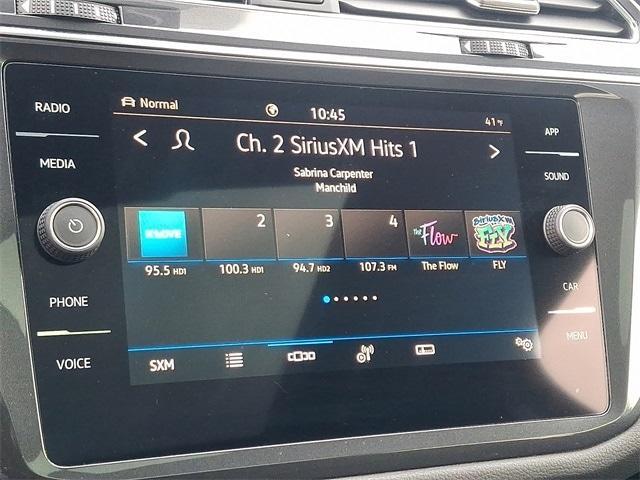 RADIO
MEDIA
PHONE
VOICE
Normal
10:45
41 °F
Ch. 2 SiriusXM Hits 1
Sabrina Carpenter
Manchild
K-LOVE
2
3
4
The Flow
SiriusXM FLY
95.5 HD1
100.3 HD1
94.7 HD2
107.3 FM
The Flow
FLY
SXM
APP
SOUND
CAR
MENU